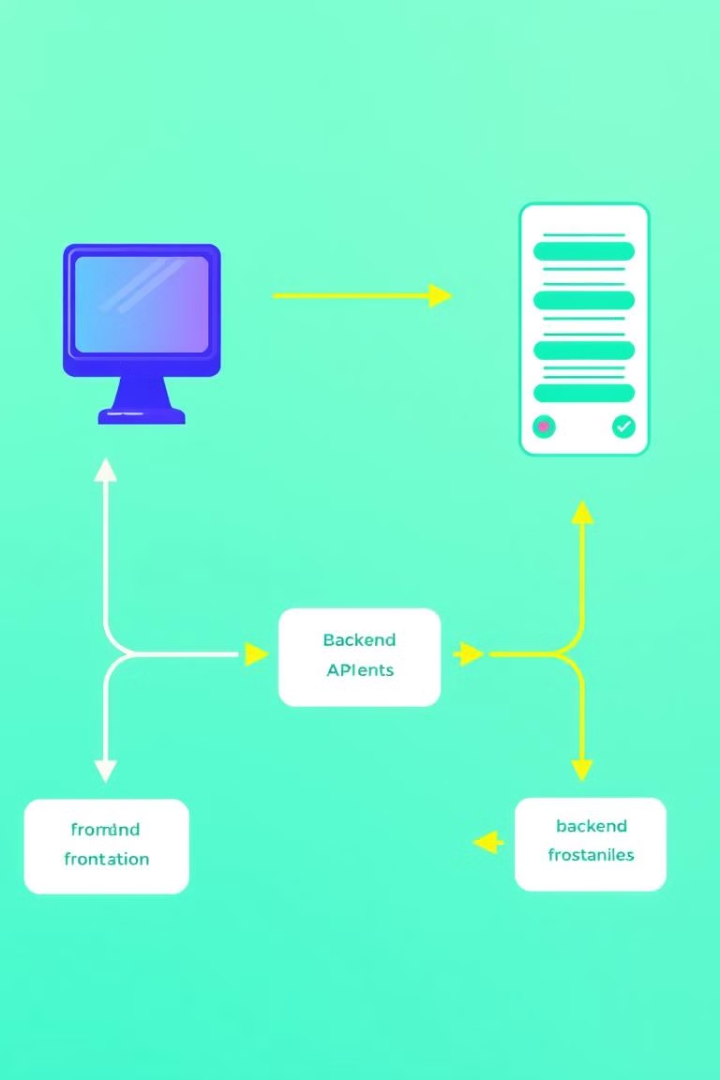 Backend
APIents
fromind
frontation
backend
frostaniles